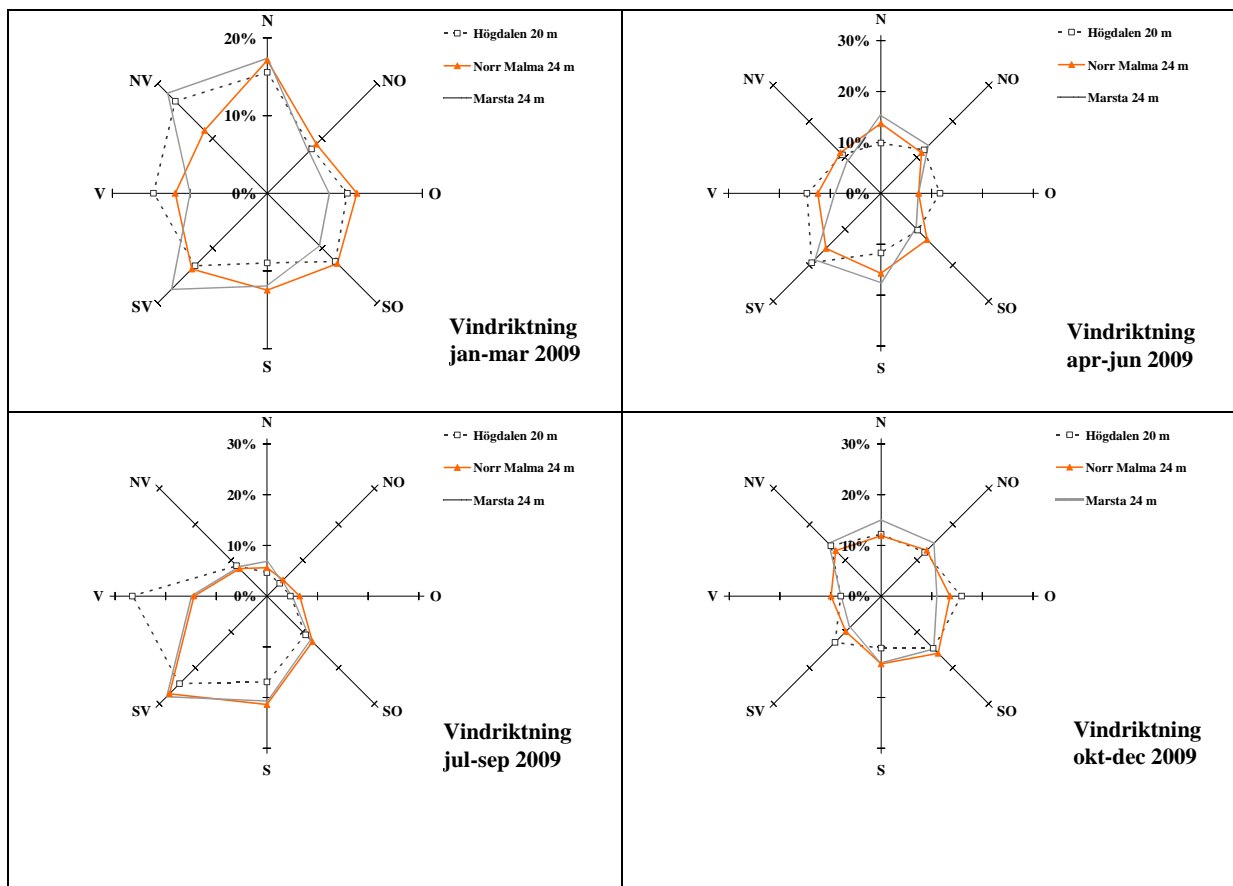 N
20%
10%
0%
NV
NO
V
O
SV
SO
S
Högdalen 20 m
Norr Malma 24 m
Marsta 24 m
Vindriktning
jan-mar 2009
N
30%
20%
10%
0%
NV
NO
V
O
SV
SO
S
Högdalen 20 m
Norr Malma 24 m
Marsta 24 m
Vindriktning
apr-jun 2009
N
30%
20%
10%
0%
NV
NO
V
O
SV
SO
S
Högdalen 20 m
Norr Malma 24 m
Marsta 24 m
Vindriktning
jul-sep 2009
N
30%
20%
10%
0%
NV
NO
V
O
SV
SO
S
Högdalen 20 m
Norr Malma 24 m
Marsta 24 m
Vindriktning
okt-dec 2009